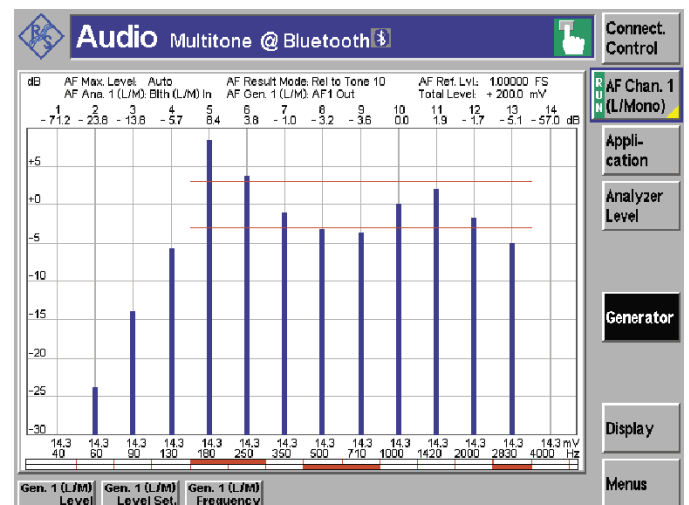 Audio Multitone @ Bluetooth
Connect. Control
R&S
dB AF Max. Level: Auto AF Result Mode: Rel to Tone 10 AF Ref. Lvl: 1.00000 FS
AF Ana. 1 (L/M): Blth (L/M) In AF Gen. 1 (L/M): AF1 Out Total Level: + 200.0 mV
1 2 3 4 5 6 7 8 9 10 11 12 13 14
- 71.2 - 23.8 - 13.8 - 5.7 8.4 3.8 - 1.0 - 3.2 - 3.6 0.0 1.9 - 1.7 - 5.1 - 57.0 dB
+5
+0
-5
-10
-15
-20
-25
-30
14.3 14.3 14.3 14.3 14.3 14.3 14.3 14.3 14.3 14.3 14.3 14.3 14.3 14.3 mV
40 60 90 130 180 250 350 500 710 1000 1420 2000 2830 4000 Hz
Gen. 1 (L/M) Level
Gen. 1 (L/M) Level Set.
Gen. 1 (L/M) Frequency
RUN
AF Chan. 1 (L/Mono)
Appli-
cation
Analyzer
Level
Generator
Display
Menus